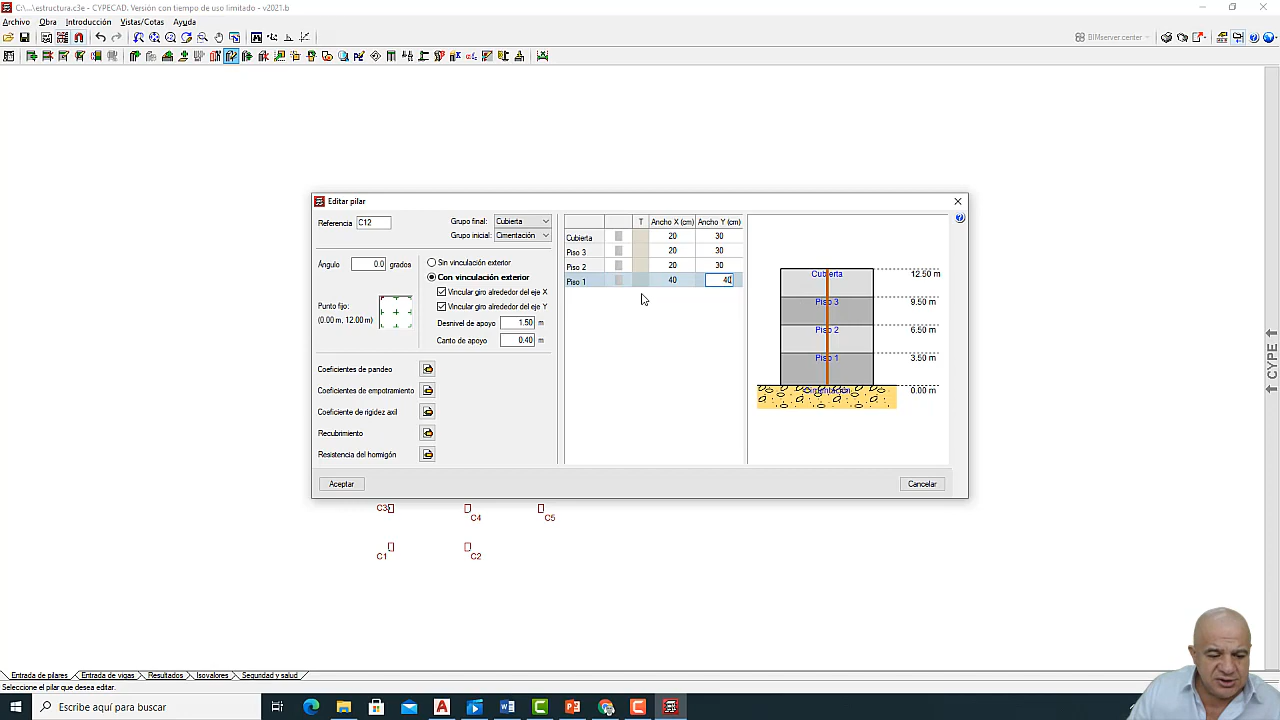 C:\...\estructura.c3e - CYPECAD. Versión con tiempo de uso limitado - v2021.b
Archivo Obra Introducción Vistas/Cotas Ayuda
BIMserver.center
Editar pilar
Referencia C12
Grupo final: Cubierta
Grupo inicial: Cimentación
Ángulo 0.0 grados
Sin vinculación exterior
Con vinculación exterior
Vincular giro alrededor del eje X
Vincular giro alrededor del eje Y
Punto fijo:
(0.00 m, 12.00 m)
Desnivel de apoyo 1.50 m
Canto de apoyo 0.40 m
Coeficientes de pandeo
Coeficientes de empotramiento
Coeficiente de rigidez axil
Recubrimiento
Resistencia del hormigón
T Ancho X (cm) Ancho Y (cm)
Cubierta 20 30
Piso 3 20 30
Piso 2 20 30
Piso 1 40 40
Cubierta 12.50 m
Piso 3 9.50 m
Piso 2 6.50 m
Piso 1 3.50 m
Cimentación 0.00 m
Aceptar Cancelar
C3 C4 C5
C1 C2
CYPE
Entrada de pilares Entrada de vigas Resultados Isovalores Seguridad y salud
Seleccione el pilar que desea editar.
Escribe aquí para buscar